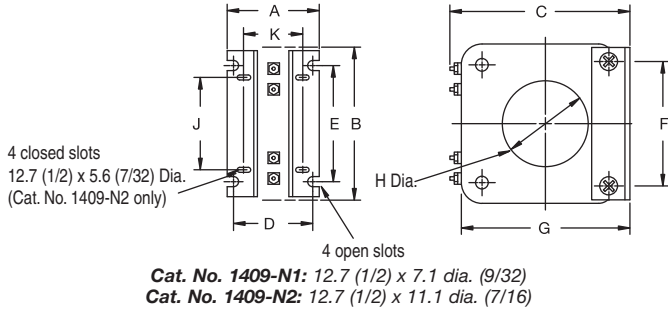 A
K
C
J
E
B
F
4 closed slots
12.7 (1/2) x 5.6 (7/32) Dia.
(Cat. No. 1409-N2 only)
H Dia.
D
G
4 open slots
Cat. No. 1409-N1: 12.7 (1/2) x 7.1 dia. (9/32)
Cat. No. 1409-N2: 12.7 (1/2) x 11.1 dia. (7/16)